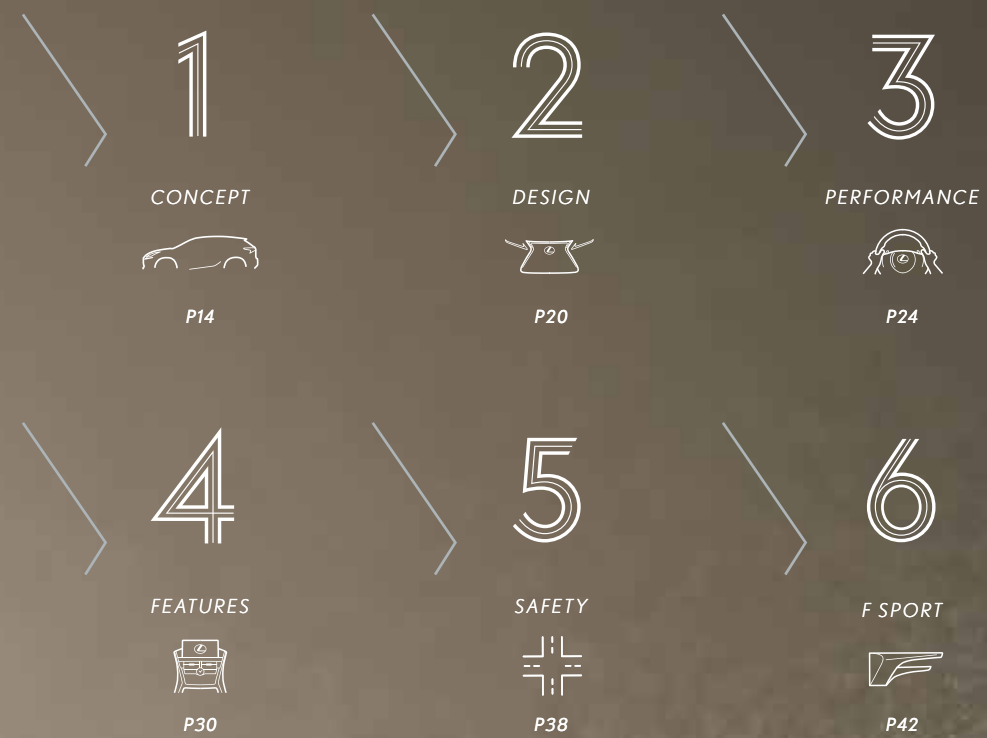 1
2
3
CONCEPT
DESIGN
PERFORMANCE
P14
P20
P24
4
5
6
FEATURES
SAFETY
F SPORT
P30
P38
P42